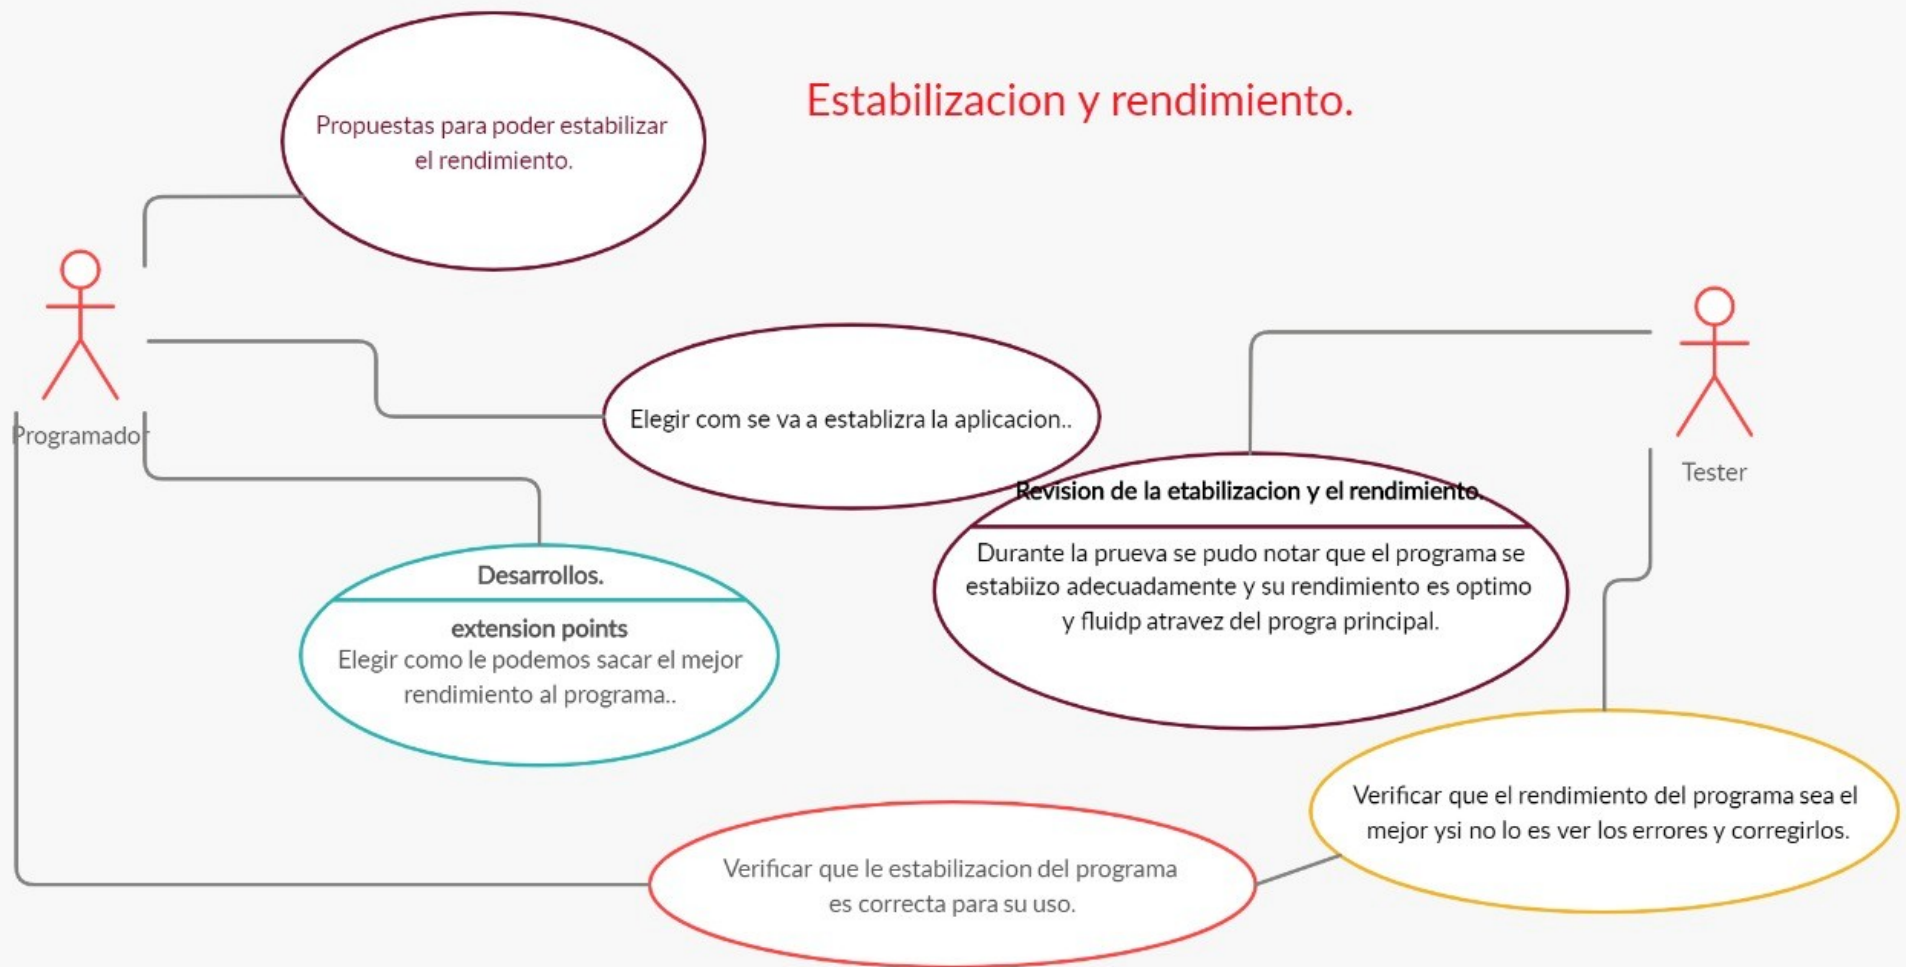 Estabilizacion y rendimiento.
Propuestas para poder estabilizar
el rendimiento.
Programador
Elegir com se va a establizra la aplicacion..
Tester
Revision de la etabilizacion y el rendimiento.
Durante la prueva se pudo notar que el programa se
estabiizo adecuadamente y su rendimiento es optimo
y fluidp atravez del progra principal.
Desarrollos.
extension points
Elegir como le podemos sacar el mejor
rendimiento al programa..
Verificar que el rendimiento del programa sea el
mejor ysi no lo es ver los errores y corregirlos.
Verificar que le estabilizacion del programa
es correcta para su uso.